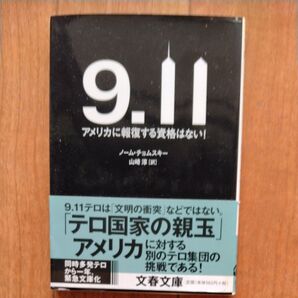 9.11
アメリカに報復する資格はない!
ノーム・チョムスキー
山崎 淳[訳]
9.11テロは「文明の衝突」などではない。
「テロ国家の親玉」
アメリカに対する
別のテロ集団の
挑戦である!
同時多発テロ
から一年、
緊急文庫化
文春文庫